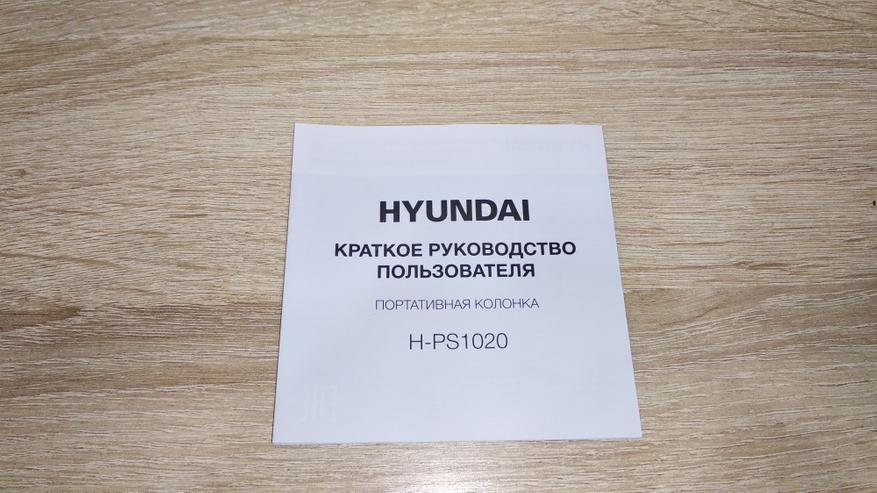 HYUNDAI
КРАТКОЕ РУКОВОДСТВО
ПОЛЬЗОВАТЕЛЯ
ПОРТАТИВНАЯ КОЛОНКА
H-PS1020